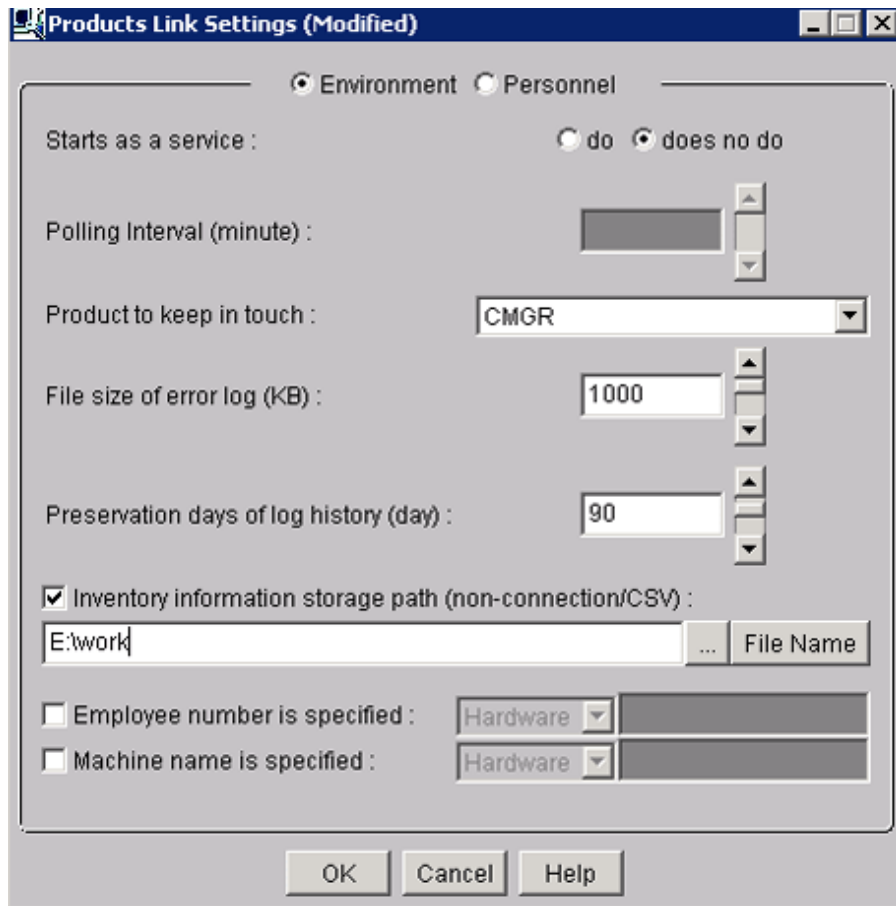 Products Link Settings (Modified)
Environment Personnel
Starts as a service : do does no do
Polling Interval (minute) :
Product to keep in touch : CMGR
File size of error log (KB) : 1000
Preservation days of log history (day) : 90
Inventory information storage path (non-connection/CSV) :
E:\work ... File Name
Employee number is specified : Hardware
Machine name is specified : Hardware
OK Cancel Help